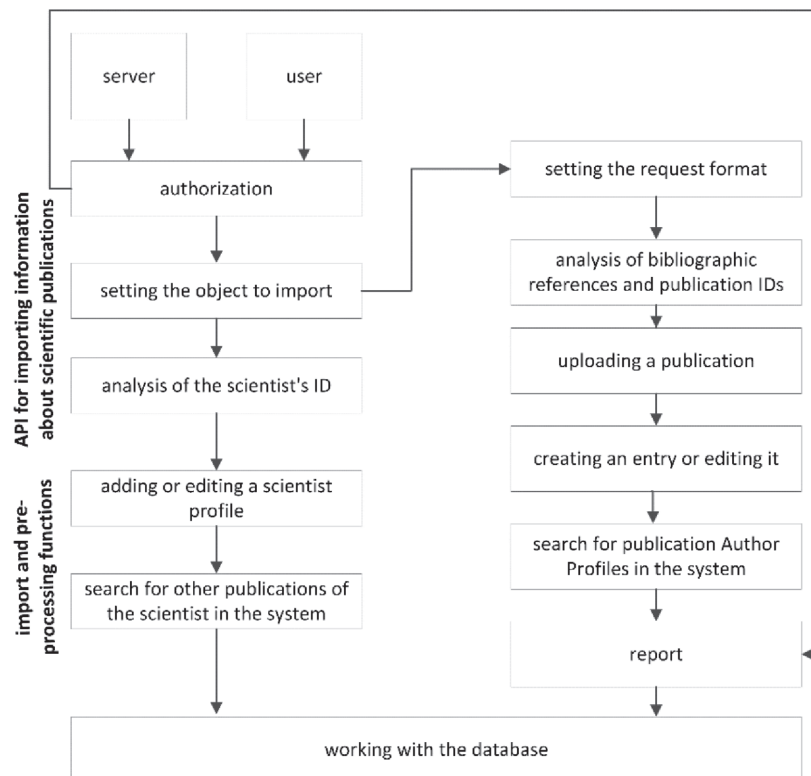 server
user
authorization
setting the object to import
analysis of the scientist's ID
adding or editing a scientist
profile
search for other publications of
the scientist in the system
setting the request format
analysis of bibliographic
references and publication IDs
uploading a publication
creating an entry or editing it
search for publication Author
Profiles in the system
report
working with the database
API for importing information
about scientific publications
import and pre-
processing functions